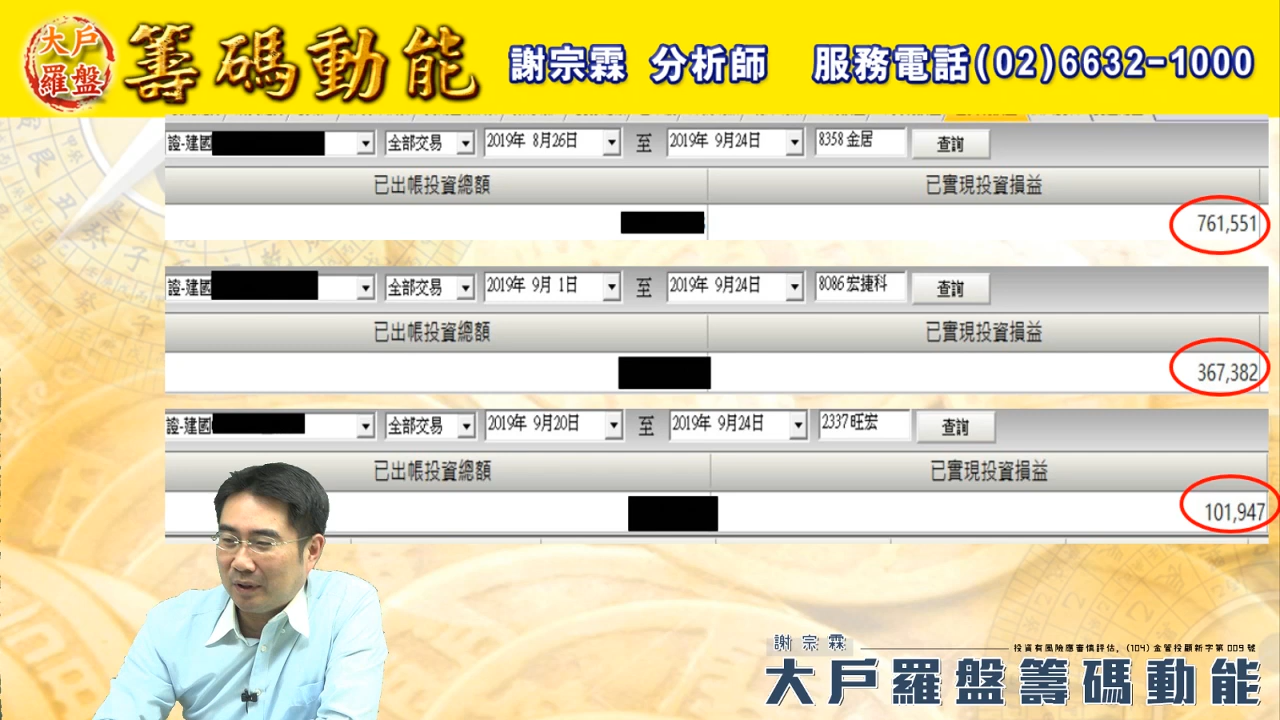 大戶
羅盤
籌碼動能
謝宗霖 分析師 服務電話(02)6632-1000
證-建國 全部交易 2019年 8月26日 至 2019年 9月24日 8358 金居 查詢
已出帳投資總額 已實現投資損益
761,551
證-建國 全部交易 2019年 9月 1日 至 2019年 9月24日 8086 宏捷科 查詢
已出帳投資總額 已實現投資損益
367,382
證-建國 全部交易 2019年 9月20日 至 2019年 9月24日 2337 旺宏 查詢
已出帳投資總額 已實現投資損益
101,947
謝宗霖
投資有風險應審慎評估, (104) 金管投顧新字第 009 號
大戶羅盤籌碼動能